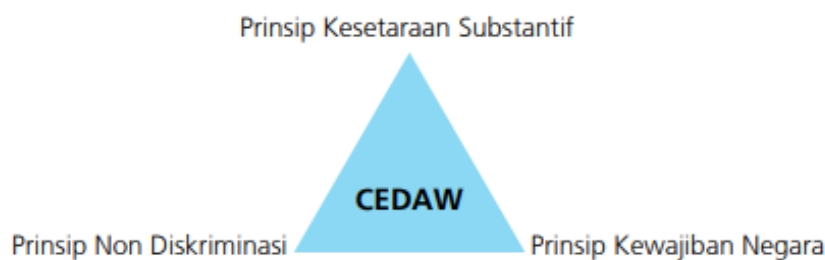 Prinsip Kesetaraan Substantif
CEDAW
Prinsip Non Diskriminasi
Prinsip Kewajiban Negara